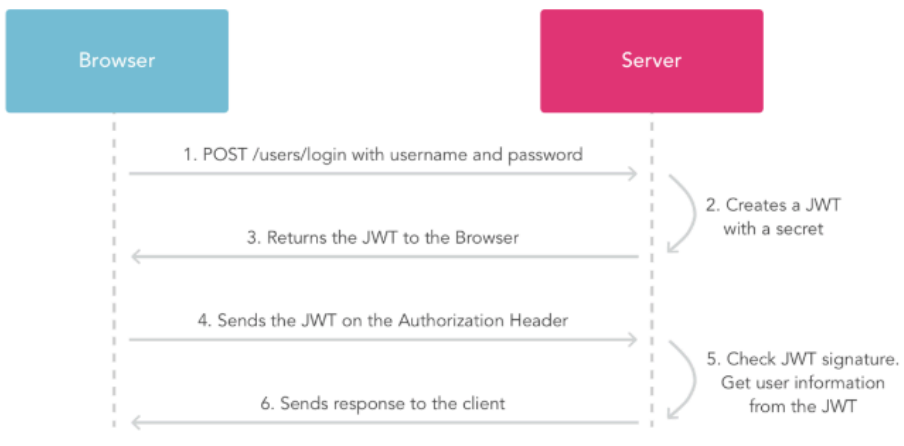 Browser
Server
1. POST /users/login with username and password
2. Creates a JWT
with a secret
3. Returns the JWT to the Browser
4. Sends the JWT on the Authorization Header
5. Check JWT signature.
Get user information
from the JWT
6. Sends response to the client